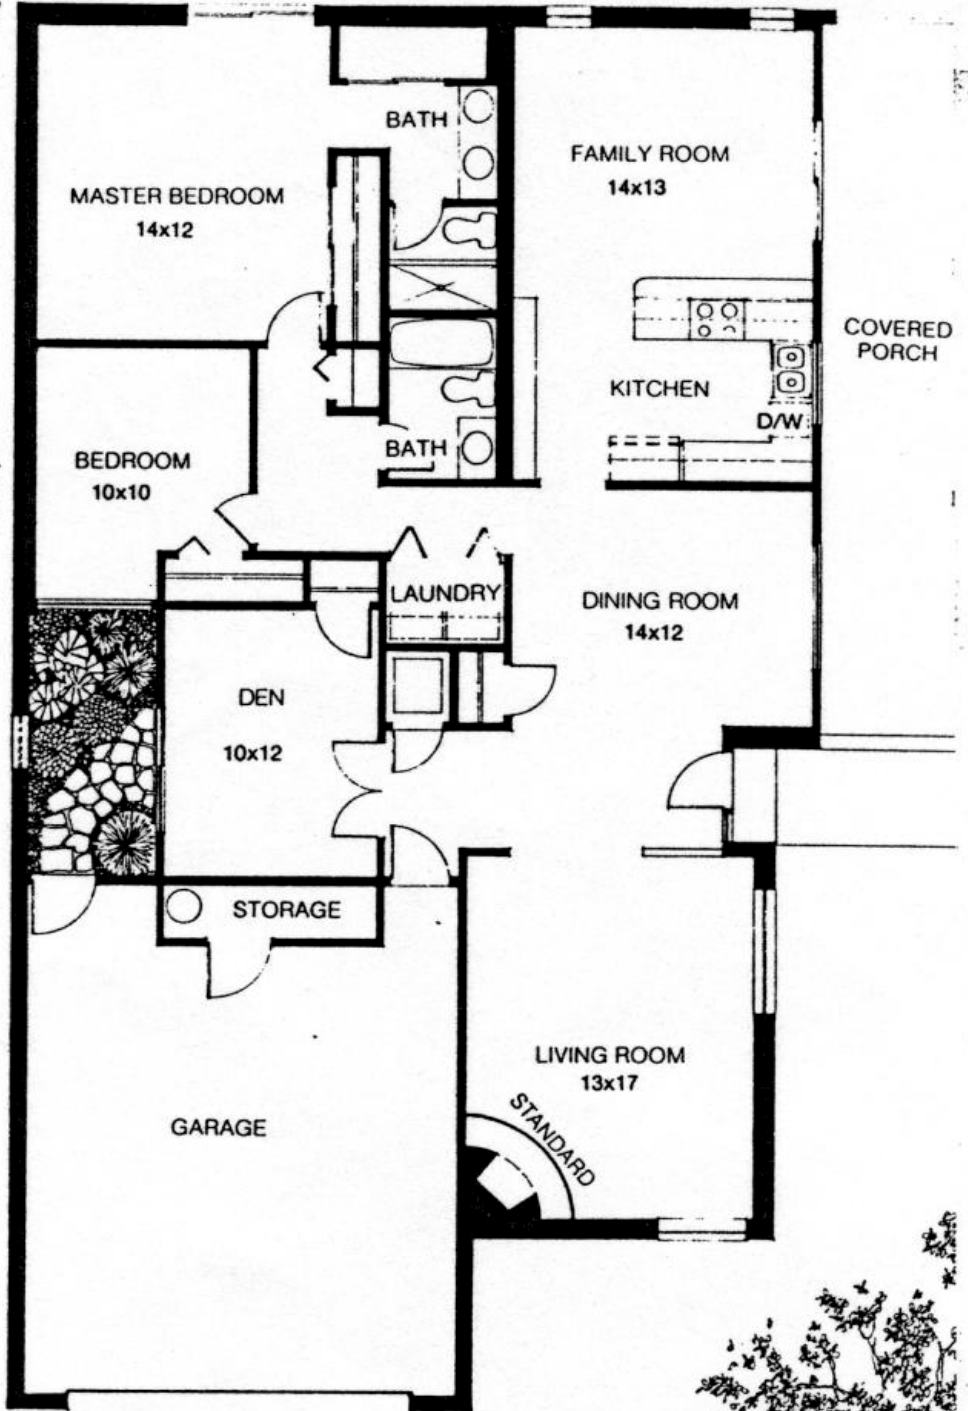 BATH
FAMILY ROOM
14x13
MASTER BEDROOM
14x12
COVERED
PORCH
KITCHEN
D/W
BATH
BEDROOM
10x10
LAUNDRY
DINING ROOM
14x12
DEN
10x12
STORAGE
LIVING ROOM
13x17
STANDARD
GARAGE